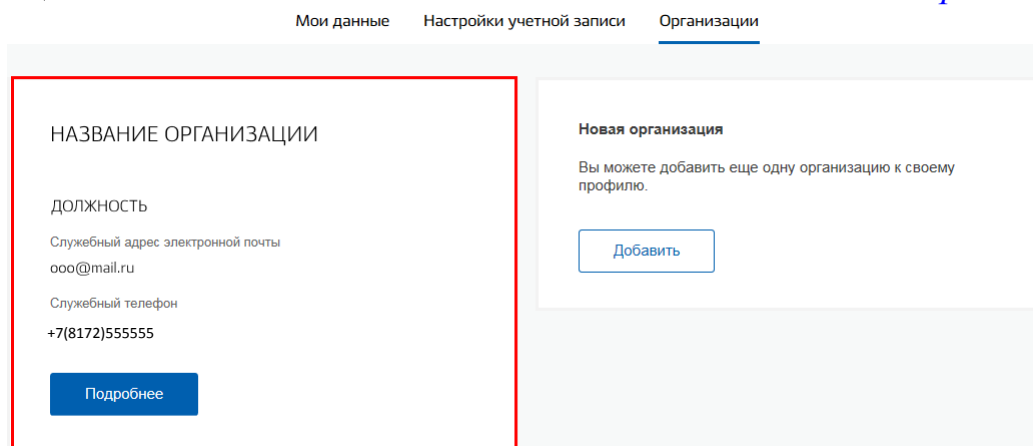 Мои данные Настройки учетной записи Организации
НАЗВАНИЕ ОРГАНИЗАЦИИ
ДОЛЖНОСТЬ
Служебный адрес электронной почты
ooo@mail.ru
Служебный телефон
+7(8172)555555
Подробнее
Новая организация
Вы можете добавить еще одну организацию к своему
профилю.
Добавить